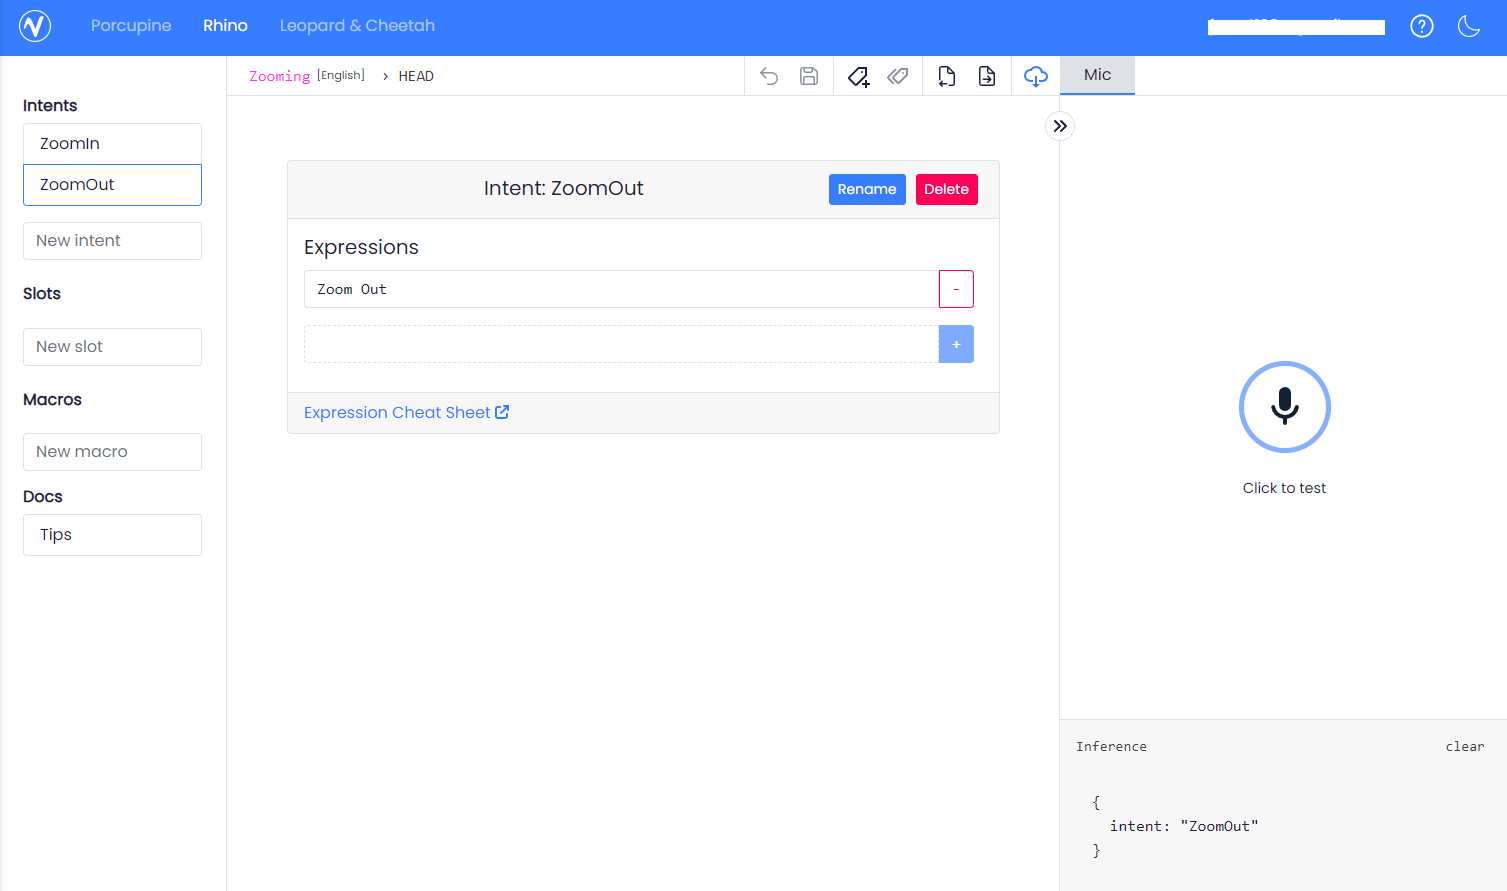 Porcupine Rhino Leopard & Cheetah
Zooming [English] › HEAD
Mic
Intents
ZoomIn
ZoomOut
New intent
Slots
New slot
Macros
New macro
Docs
Tips
Intent: ZoomOut
Rename
Delete
Expressions
Zoom Out
-
+
Expression Cheat Sheet
Click to test
Inference
clear
{
intent: "ZoomOut"
}